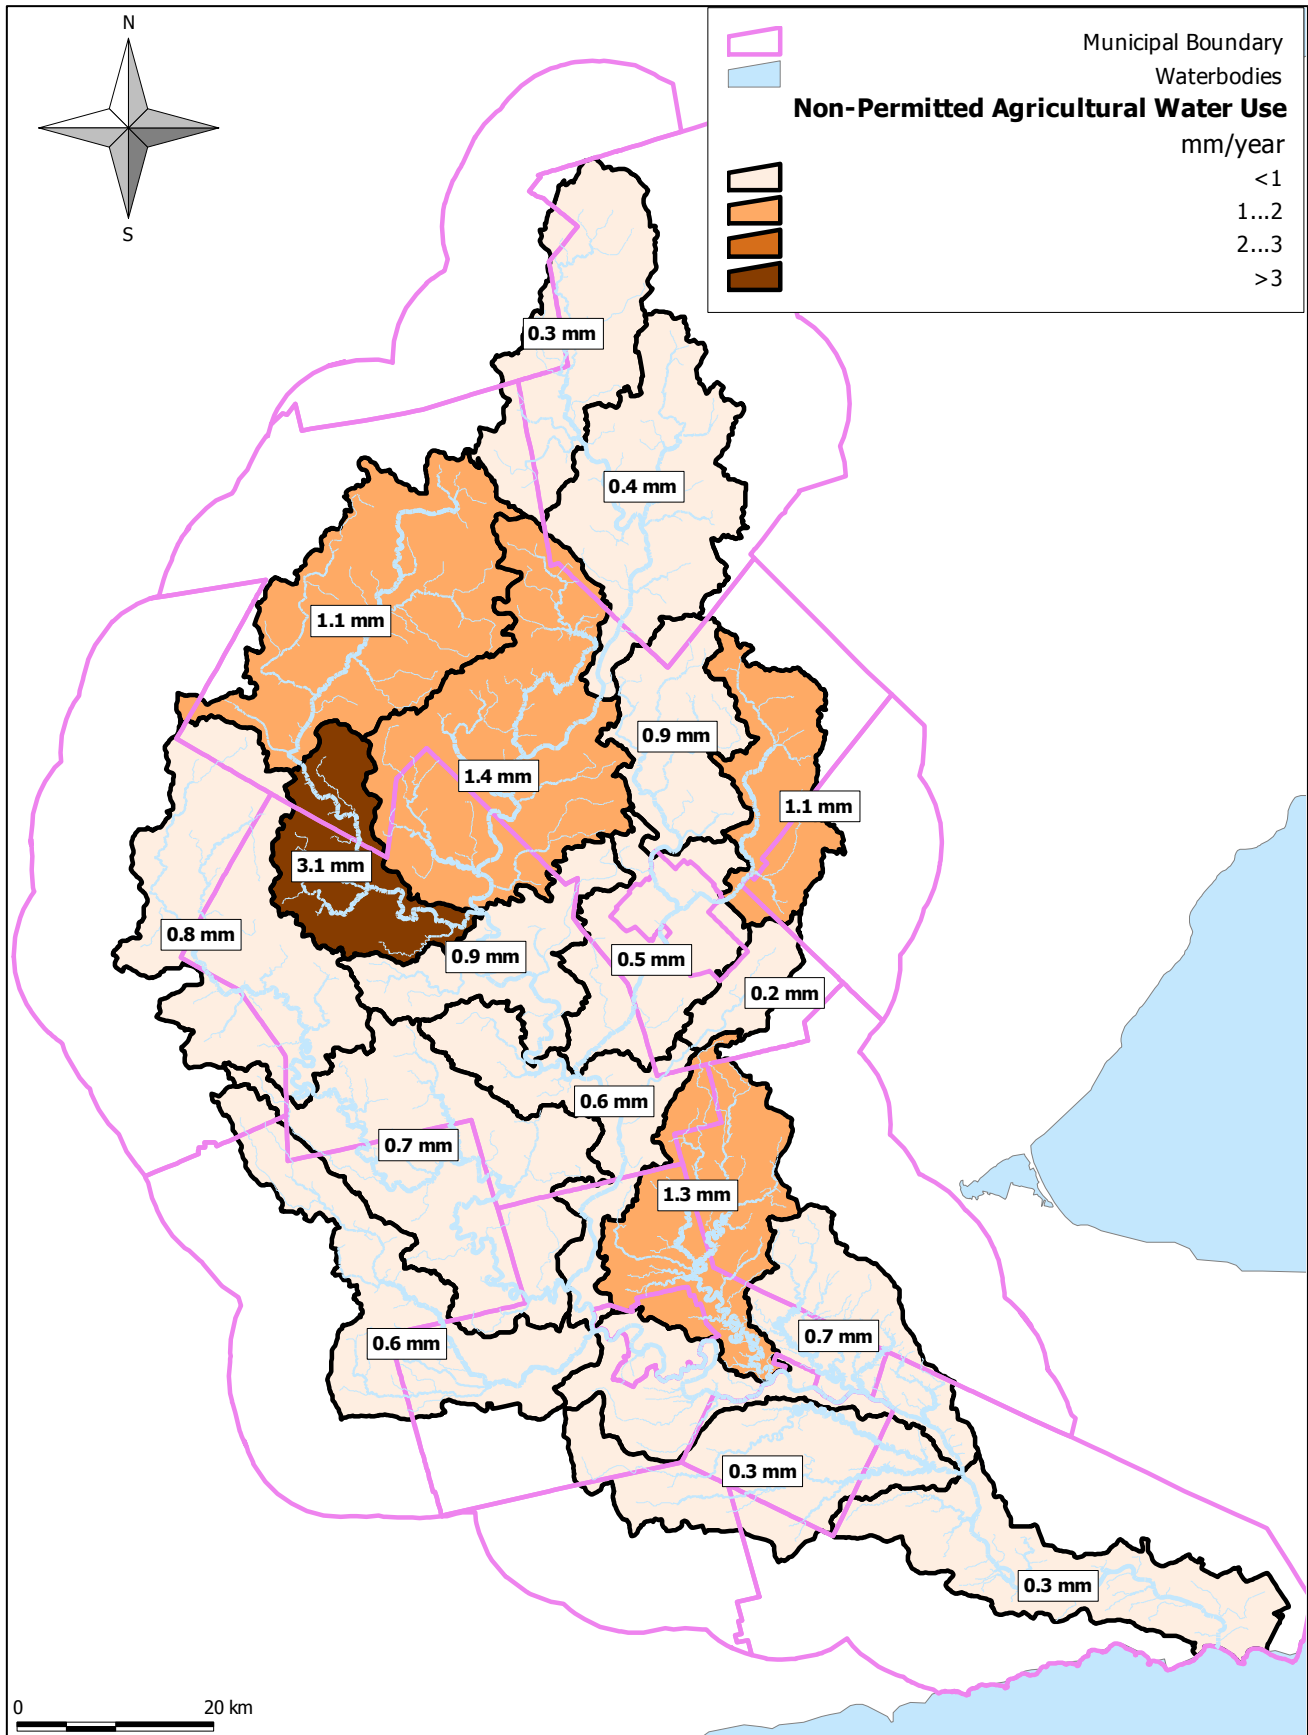 N
S
Municipal Boundary
Waterbodies
Non-Permitted Agricultural Water Use
mm/year
<1
1...2
2...3
>3
0.3 mm
0.4 mm
1.1 mm
0.9 mm
1.4 mm
1.1 mm
3.1 mm
0.8 mm
0.9 mm
0.5 mm
0.2 mm
0.6 mm
0.7 mm
1.3 mm
0.7 mm
0.6 mm
0.3 mm
0.3 mm
0 20 km